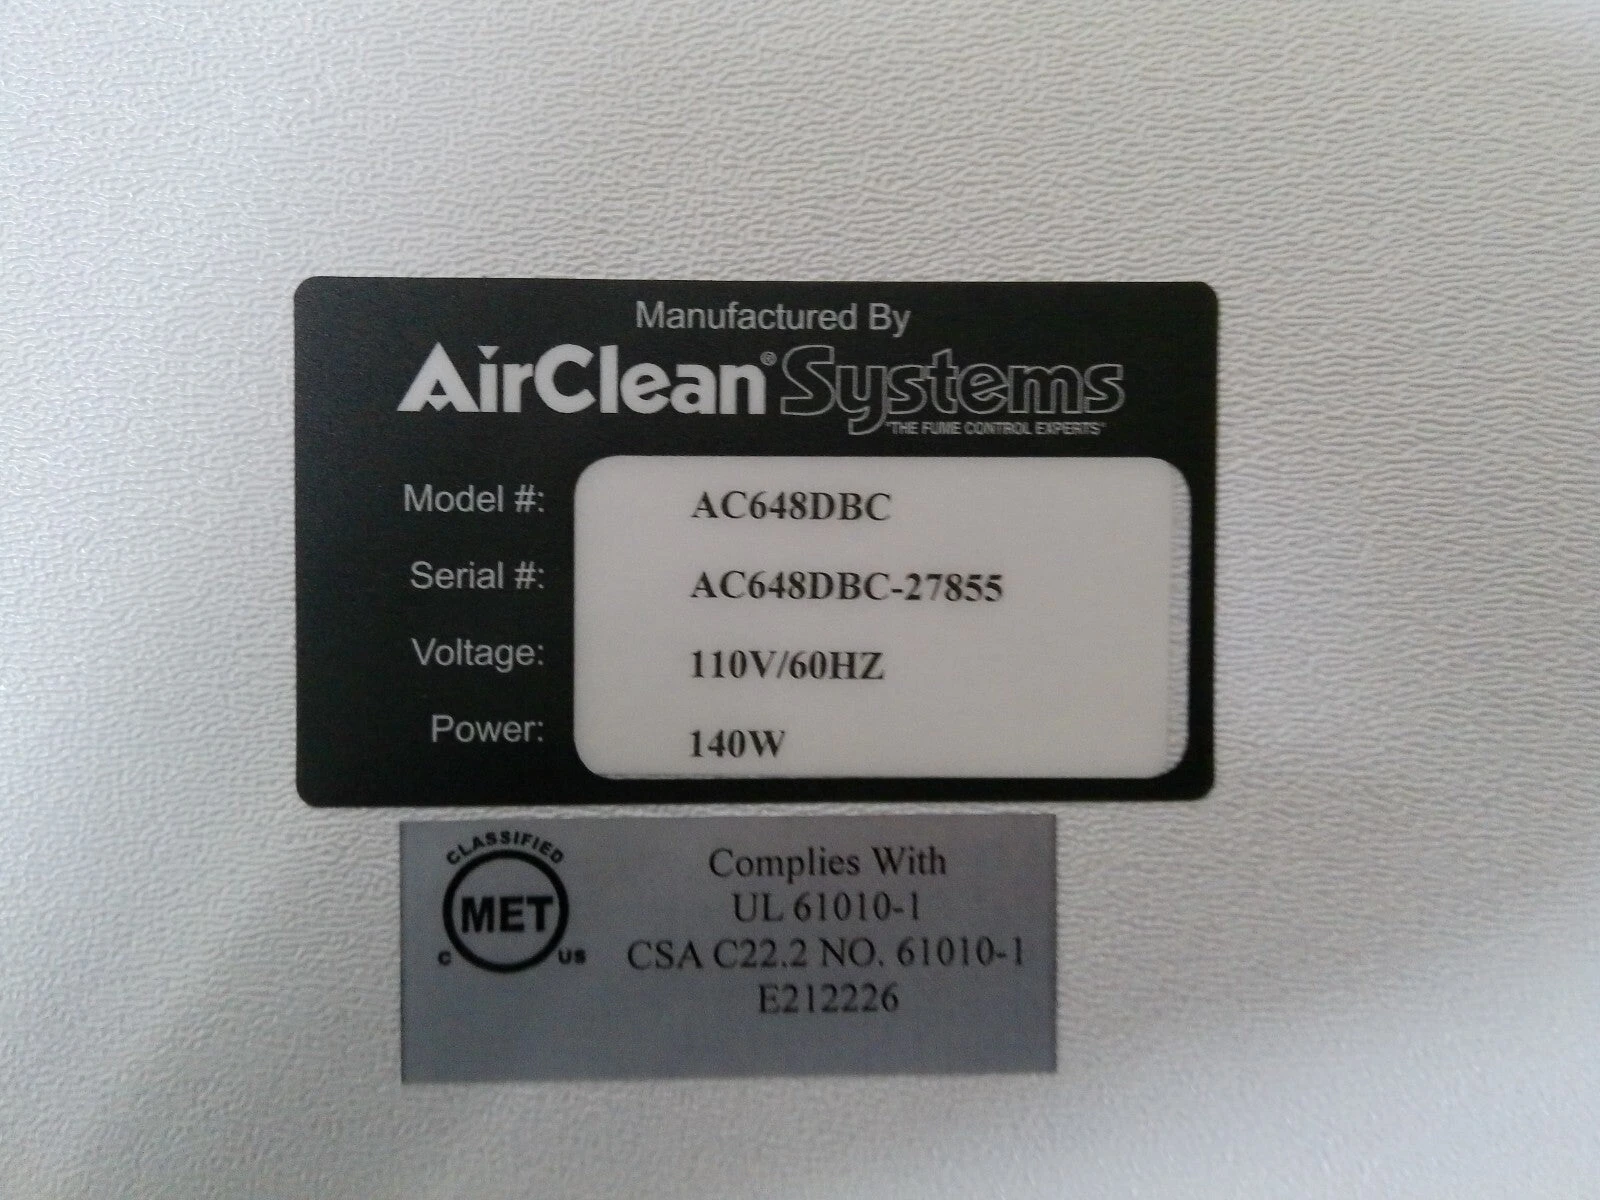 Manufactured By
AirClean® Systems
"THE FUME CONTROL EXPERTS"
Model #: AC648DBC
Serial #: AC648DBC-27855
Voltage: 110V/60HZ
Power: 140W
CLASSIFIED
MET
C US
Complies With
UL 61010-1
CSA C22.2 NO. 61010-1
E212226